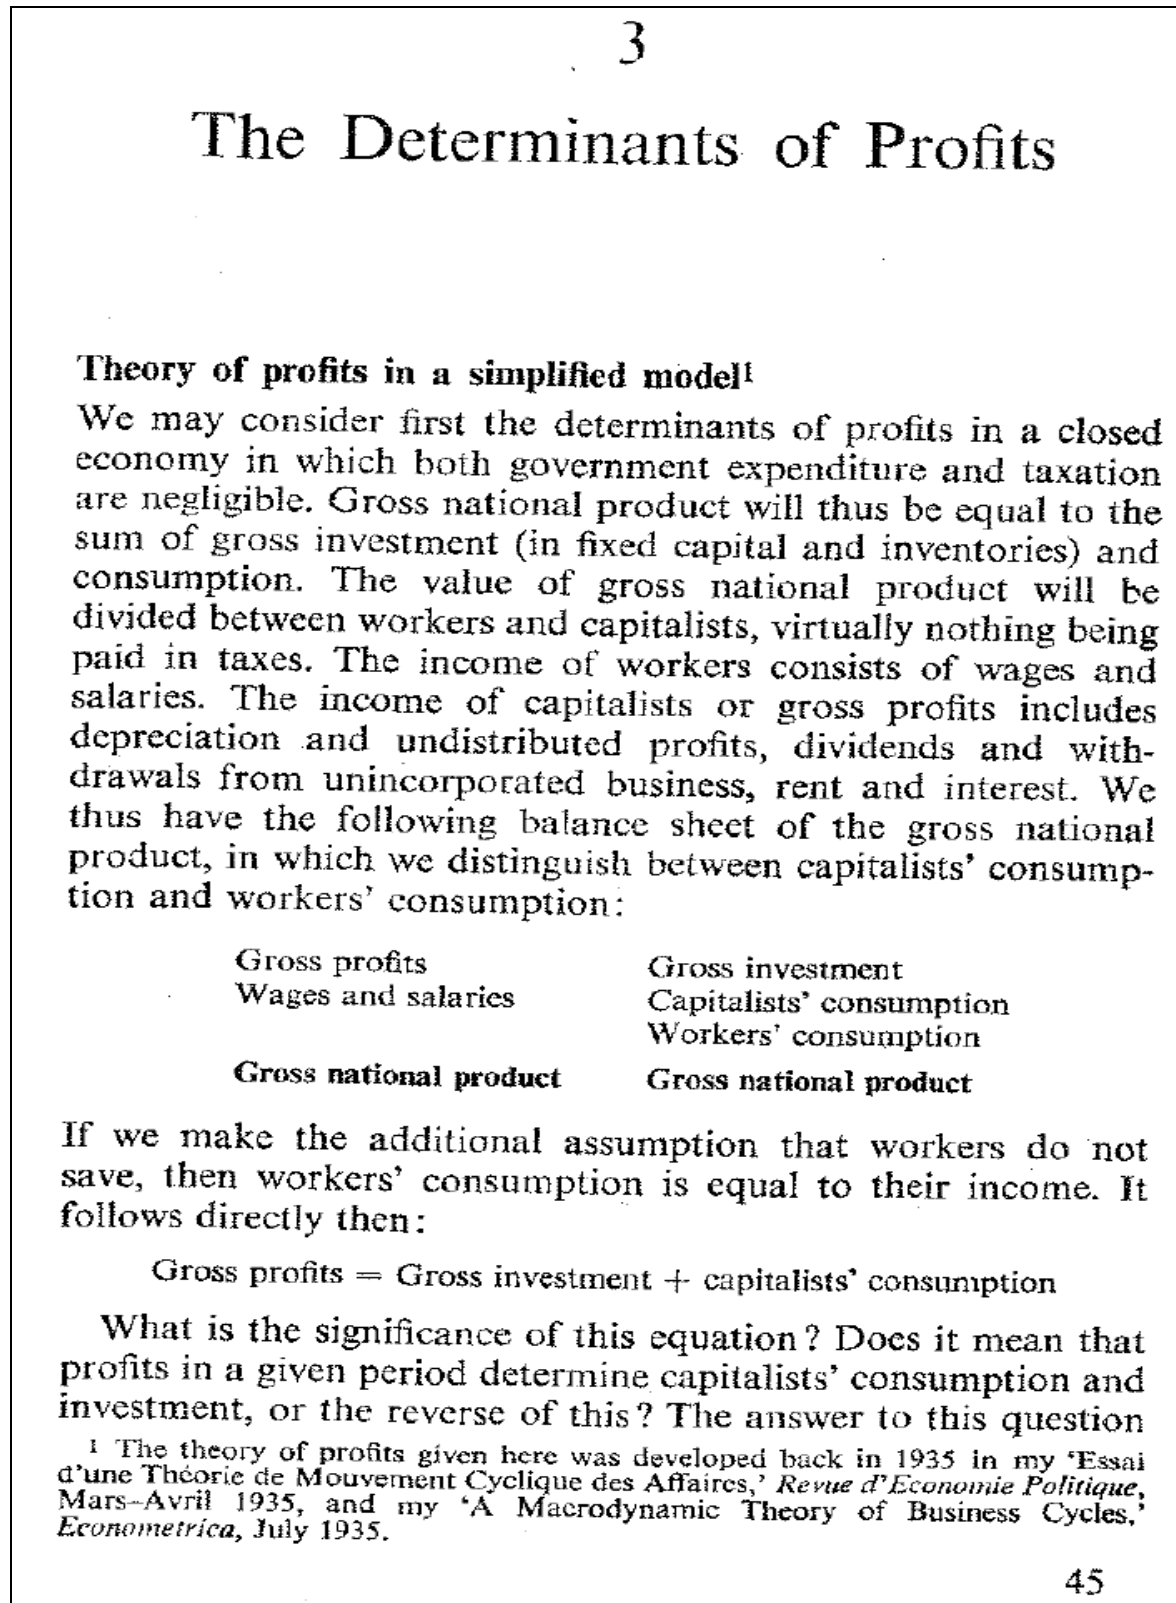 3
The Determinants of Profits
Theory of profits in a simplified model¹
We may consider first the determinants of profits in a closed
economy in which both government expenditure and taxation
are negligible. Gross national product will thus be equal to the
sum of gross investment (in fixed capital and inventories) and
consumption. The value of gross national product will be
divided between workers and capitalists, virtually nothing being
paid in taxes. The income of workers consists of wages and
salaries. The income of capitalists or gross profits includes
depreciation and undistributed profits, dividends and with-
drawals from unincorporated business, rent and interest. We
thus have the following balance sheet of the gross national
product, in which we distinguish between capitalists' consump-
tion and workers' consumption:
Gross profits
Wages and salaries
Gross national product
Gross investment
Capitalists' consumption
Workers' consumption
Gross national product
If we make the additional assumption that workers do not
save, then workers' consumption is equal to their income. It
follows directly then:
Gross profits = Gross investment + capitalists' consumption
What is the significance of this equation? Does it mean that
profits in a given period determine capitalists' consumption and
investment, or the reverse of this? The answer to this question
¹ The theory of profits given here was developed back in 1935 in my 'Essai
d'une Théorie de Mouvement Cyclique des Affaires,' Revue d'Economie Politique,
Mars–Avril 1935, and my 'A Macrodynamic Theory of Business Cycles,'
Econometrica, July 1935.
45